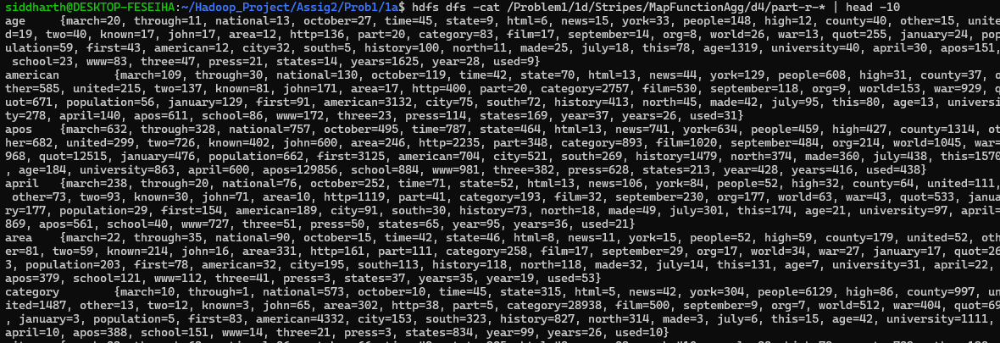 siddharth@DESKTOP-FESEIHA:~/Hadoop_Project/Assig2/Prob1/1a$ hdfs dfs -cat /Problem1/1d/Stripes/MapFunctionAgg/d4/part-r-* | head -10
age     {march=20, through=11, national=13, october=27, time=45, state=9, html=6, news=15, york=33, people=148, high=12, county=40, other=15, unite
d=19, two=40, known=17, john=17, area=12, http=136, part=20, category=83, film=17, september=14, org=8, world=26, war=13, quot=255, january=24, pop
ulation=59, first=43, american=12, city=32, south=5, history=100, north=11, made=25, july=18, this=78, age=1319, university=40, april=30, apos=151,
 school=23, www=83, three=47, press=21, states=14, years=1625, year=28, used=9}
american        {march=109, through=30, national=130, october=119, time=42, state=70, html=13, news=44, york=129, people=608, high=31, county=37, o
ther=585, united=215, two=137, known=81, john=171, area=17, http=400, part=20, category=2757, film=530, september=118, org=9, world=153, war=929, q
uot=671, population=56, january=129, first=91, american=3132, city=75, south=72, history=413, north=45, made=42, july=95, this=80, age=13, universi
ty=278, april=140, apos=611, school=86, www=172, three=23, press=114, states=169, year=37, years=26, used=31}
apos    {march=632, through=328, national=757, october=495, time=787, state=464, html=13, news=741, york=634, people=459, high=427, county=1314, ot
her=682, united=299, two=726, known=402, john=600, area=246, http=2235, part=348, category=893, film=1020, september=484, org=214, world=1045, war=
968, quot=12515, january=476, population=662, first=3125, american=704, city=521, south=269, history=1479, north=374, made=360, july=438, this=1570
, age=184, university=863, april=600, apos=129856, school=884, www=981, three=382, press=628, states=213, year=428, years=416, used=438}
april   {march=238, through=20, national=76, october=252, time=71, state=52, html=13, news=106, york=84, people=52, high=32, county=64, united=111,
 other=73, two=93, known=30, john=71, area=10, http=1119, part=41, category=193, film=32, september=230, org=177, world=63, war=43, quot=533, janua
ry=177, population=29, first=154, american=189, city=91, south=30, history=73, north=18, made=49, july=301, this=174, age=21, university=97, april=
869, apos=561, school=40, www=727, three=51, press=50, states=65, year=95, years=36, used=21}
area    {march=22, through=35, national=90, october=15, time=42, state=46, html=8, news=11, york=15, people=52, high=59, county=179, united=52, oth
er=81, two=59, known=214, john=16, area=331, http=161, part=111, category=258, film=17, september=29, org=17, world=34, war=27, january=17, quot=26
3, population=203, first=78, american=32, city=195, south=113, history=118, north=118, made=32, july=14, this=131, age=7, university=31, april=22, 
apos=379, school=121, www=112, three=41, press=3, states=37, years=35, year=19, used=53}
category        {march=10, through=1, national=573, october=10, time=45, state=315, html=5, news=42, york=304, people=6129, high=86, county=997, un
ited=1487, other=13, two=12, known=3, john=65, area=302, http=38, part=5, category=28938, film=500, september=9, org=7, world=512, war=404, quot=69
, january=3, population=5, first=83, american=4332, city=153, south=323, history=827, north=314, made=3, july=6, this=15, age=42, university=1111,
april=10, apos=388, school=151, www=14, three=21, press=3, states=834, year=99, years=26, used=10}